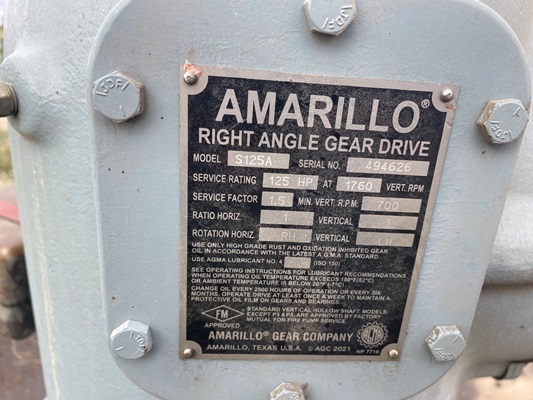 AMARILLO®
RIGHT ANGLE GEAR DRIVE
MODEL S125A SERIAL NO. 494626
SERVICE RATING 125 HP AT 1760 VERT. RPM
SERVICE FACTOR 1.5 MIN. VERT. R.P.M. 700
RATIO HORIZ. 1 VERTICAL 1
ROTATION HORIZ. RH VERTICAL LH
USE ONLY HIGH GRADE RUST AND OXIDATION INHIBITED GEAR
OIL IN ACCORDANCE WITH THE LATEST A.G.M.A. STANDARD.
USE AGMA LUBRICANT NO. 4 (ISO 150)
SEE OPERATING INSTRUCTIONS FOR LUBRICANT RECOMMENDATIONS
WHEN OPERATING OIL TEMPERATURE EXCEEDS 180°F(82°C)
OR AMBIENT TEMPERATURE IS BELOW 20°F (-7°C)
CHANGE OIL EVERY 2500 HOURS OF OPERATION OR EVERY SIX
MONTHS. OPERATE DRIVE AT LEAST ONCE A WEEK TO MAINTAIN A
PROTECTIVE OIL FILM ON GEARS AND BEARINGS.
FM
APPROVED
STANDARD VERTICAL HOLLOW SHAFT MODELS
EXCEPT ARE APPROVED BY FACTORY
MUTUAL FOR FIRE PUMP SERVICE.
AMARILLO® GEAR COMPANY
AMARILLO, TEXAS U.S.A. © AGC 2021
NP 7716